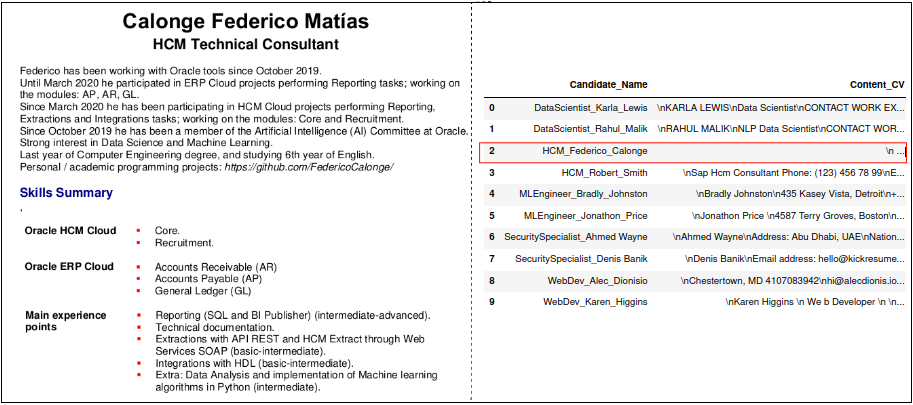 Calonge Federico Matías
HCM Technical Consultant
Federico has been working with Oracle tools since October 2019.
Until March 2020 he participated in ERP Cloud projects performing Reporting tasks; working on
the modules: AP, AR, GL.
Since March 2020 he has been participating in HCM Cloud projects performing Reporting,
Extractions and Integrations tasks; working on the modules: Core and Recruitment.
Since October 2019 he has been a member of the Artificial Intelligence (AI) Committee at Oracle.
Strong interest in Data Science and Machine Learning.
Last year of Computer Engineering degree, and studying 6th year of English.
Personal / academic programming projects: https://github.com/FedericoCalonge/
Skills Summary
,
Oracle HCM Cloud
▪ Core.
▪ Recruitment.
Oracle ERP Cloud
▪ Accounts Receivable (AR)
▪ Accounts Payable (AP)
▪ General Ledger (GL)
Main experience
points
▪ Reporting (SQL and BI Publisher) (intermediate-advanced).
▪ Technical documentation.
▪ Extractions with API REST and HCM Extract through Web
Services SOAP (basic-intermediate).
▪ Integrations with HDL (basic-intermediate).
▪ Extra: Data Analysis and implementation of Machine learning
algorithms in Python (intermediate).
Candidate_Name Content_CV
0 DataScientist_Karla_Lewis \nKARLA LEWIS\nData Scientist\nCONTACT WORK EX...
1 DataScientist_Rahul_Malik \nRAHUL MALIK\nNLP Data Scientist\nCONTACT WOR...
2 HCM_Federico_Calonge \n ...
3 HCM_Robert_Smith \nSap Hcm Consultant Phone: (123) 456 78 99\nE...
4 MLEngineer_Bradly_Johnston \nBradly Johnston\n435 Kasey Vista, Detroit\n+...
5 MLEngineer_Jonathon_Price \nJonathon Price \n4587 Terry Groves, Boston\n...
6 SecuritySpecialist_Ahmed Wayne \nAhmed Wayne\nAddress: Abu Dhabi, UAE\nNation...
7 SecuritySpecialist_Denis Banik \nDenis Banik\nEmail address: hello@kickresume...
8 WebDev_Alec_Dionisio \nChestertown, MD 4107083942\nhi@alecdionis.io...
9 WebDev_Karen_Higgins \nKaren Higgins \n We b Developer \n \n...